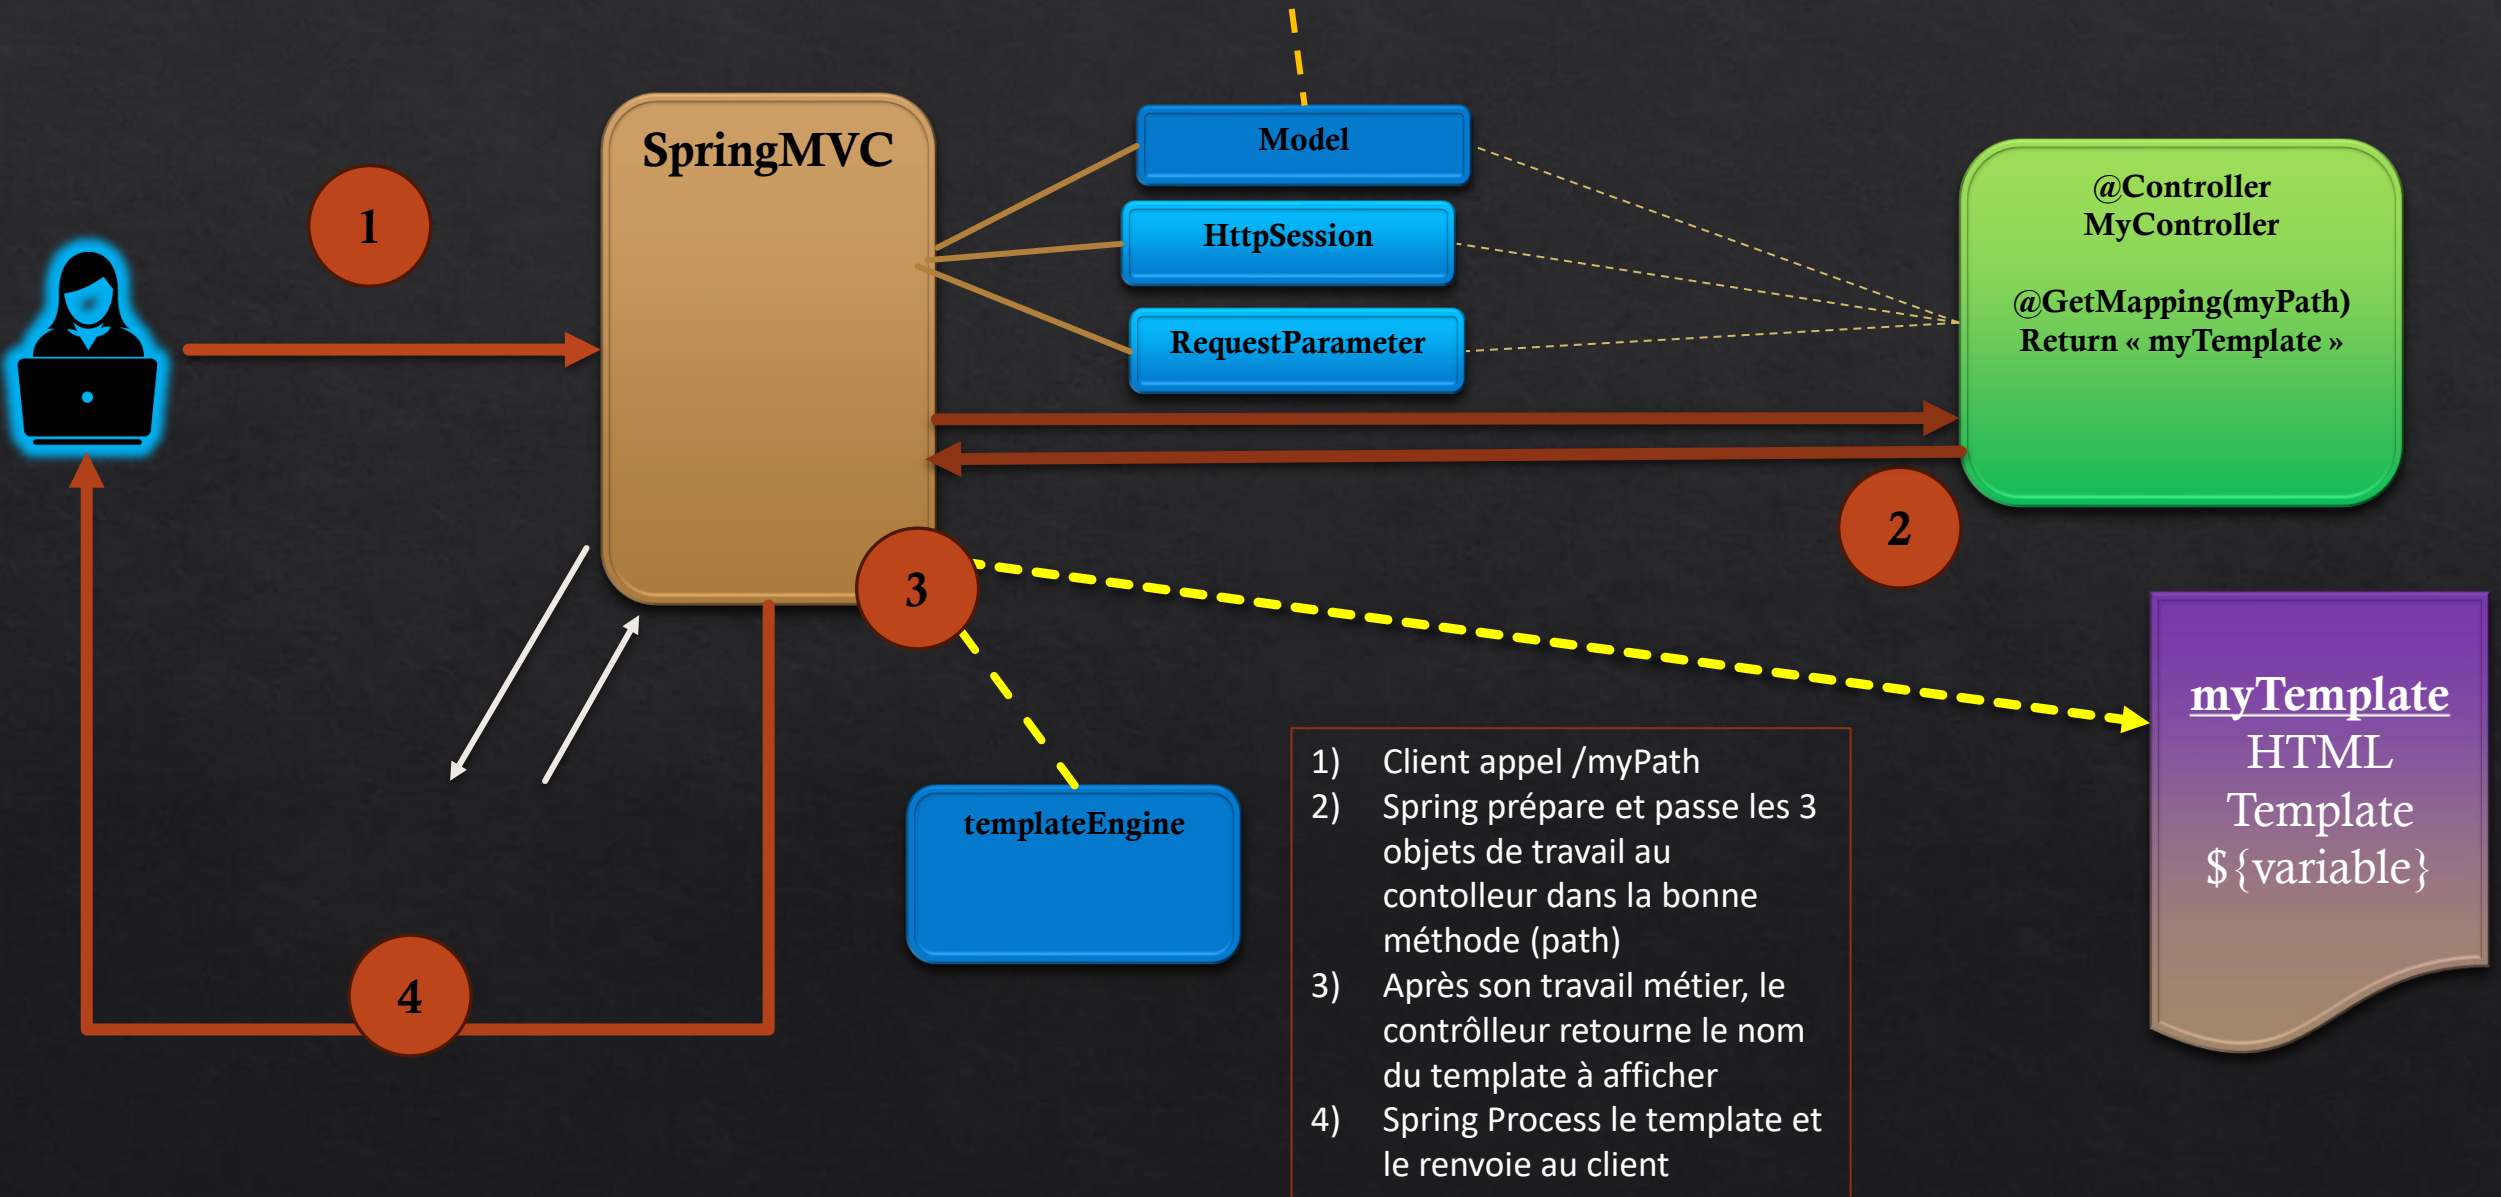 SpringMVC
Model
HttpSession
RequestParameter
@Controller
MyController
@GetMapping(myPath)
Return « myTemplate »
1
2
3
4
templateEngine
myTemplate
HTML
Template
${variable}
1) Client appel /myPath
2) Spring prépare et passe les 3
objets de travail au
contolleur dans la bonne
méthode (path)
3) Après son travail métier, le
contrôlleur retourne le nom
du template à afficher
4) Spring Process le template et
le renvoie au client